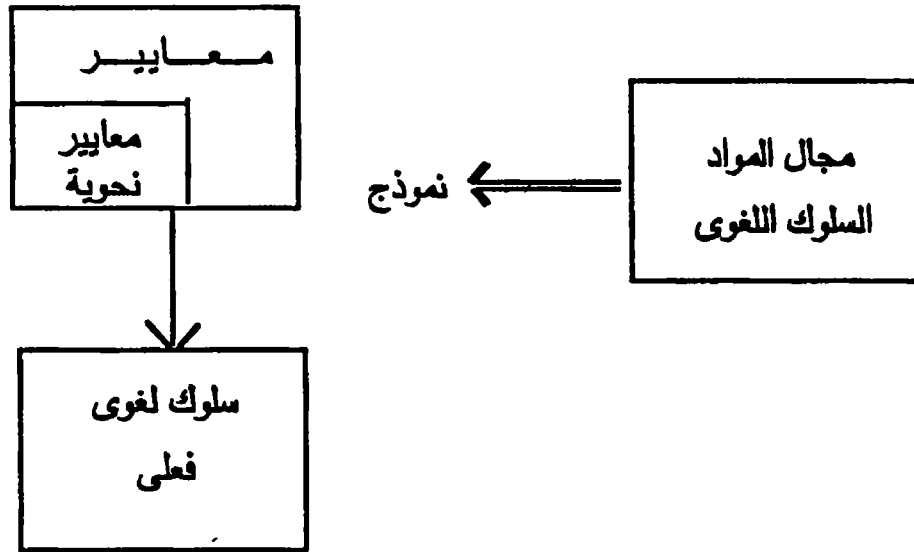 معايير
معايير
نحوية
مجال المواد
السلوك اللغوى
نموذج
سلوك لغوى
فعلى